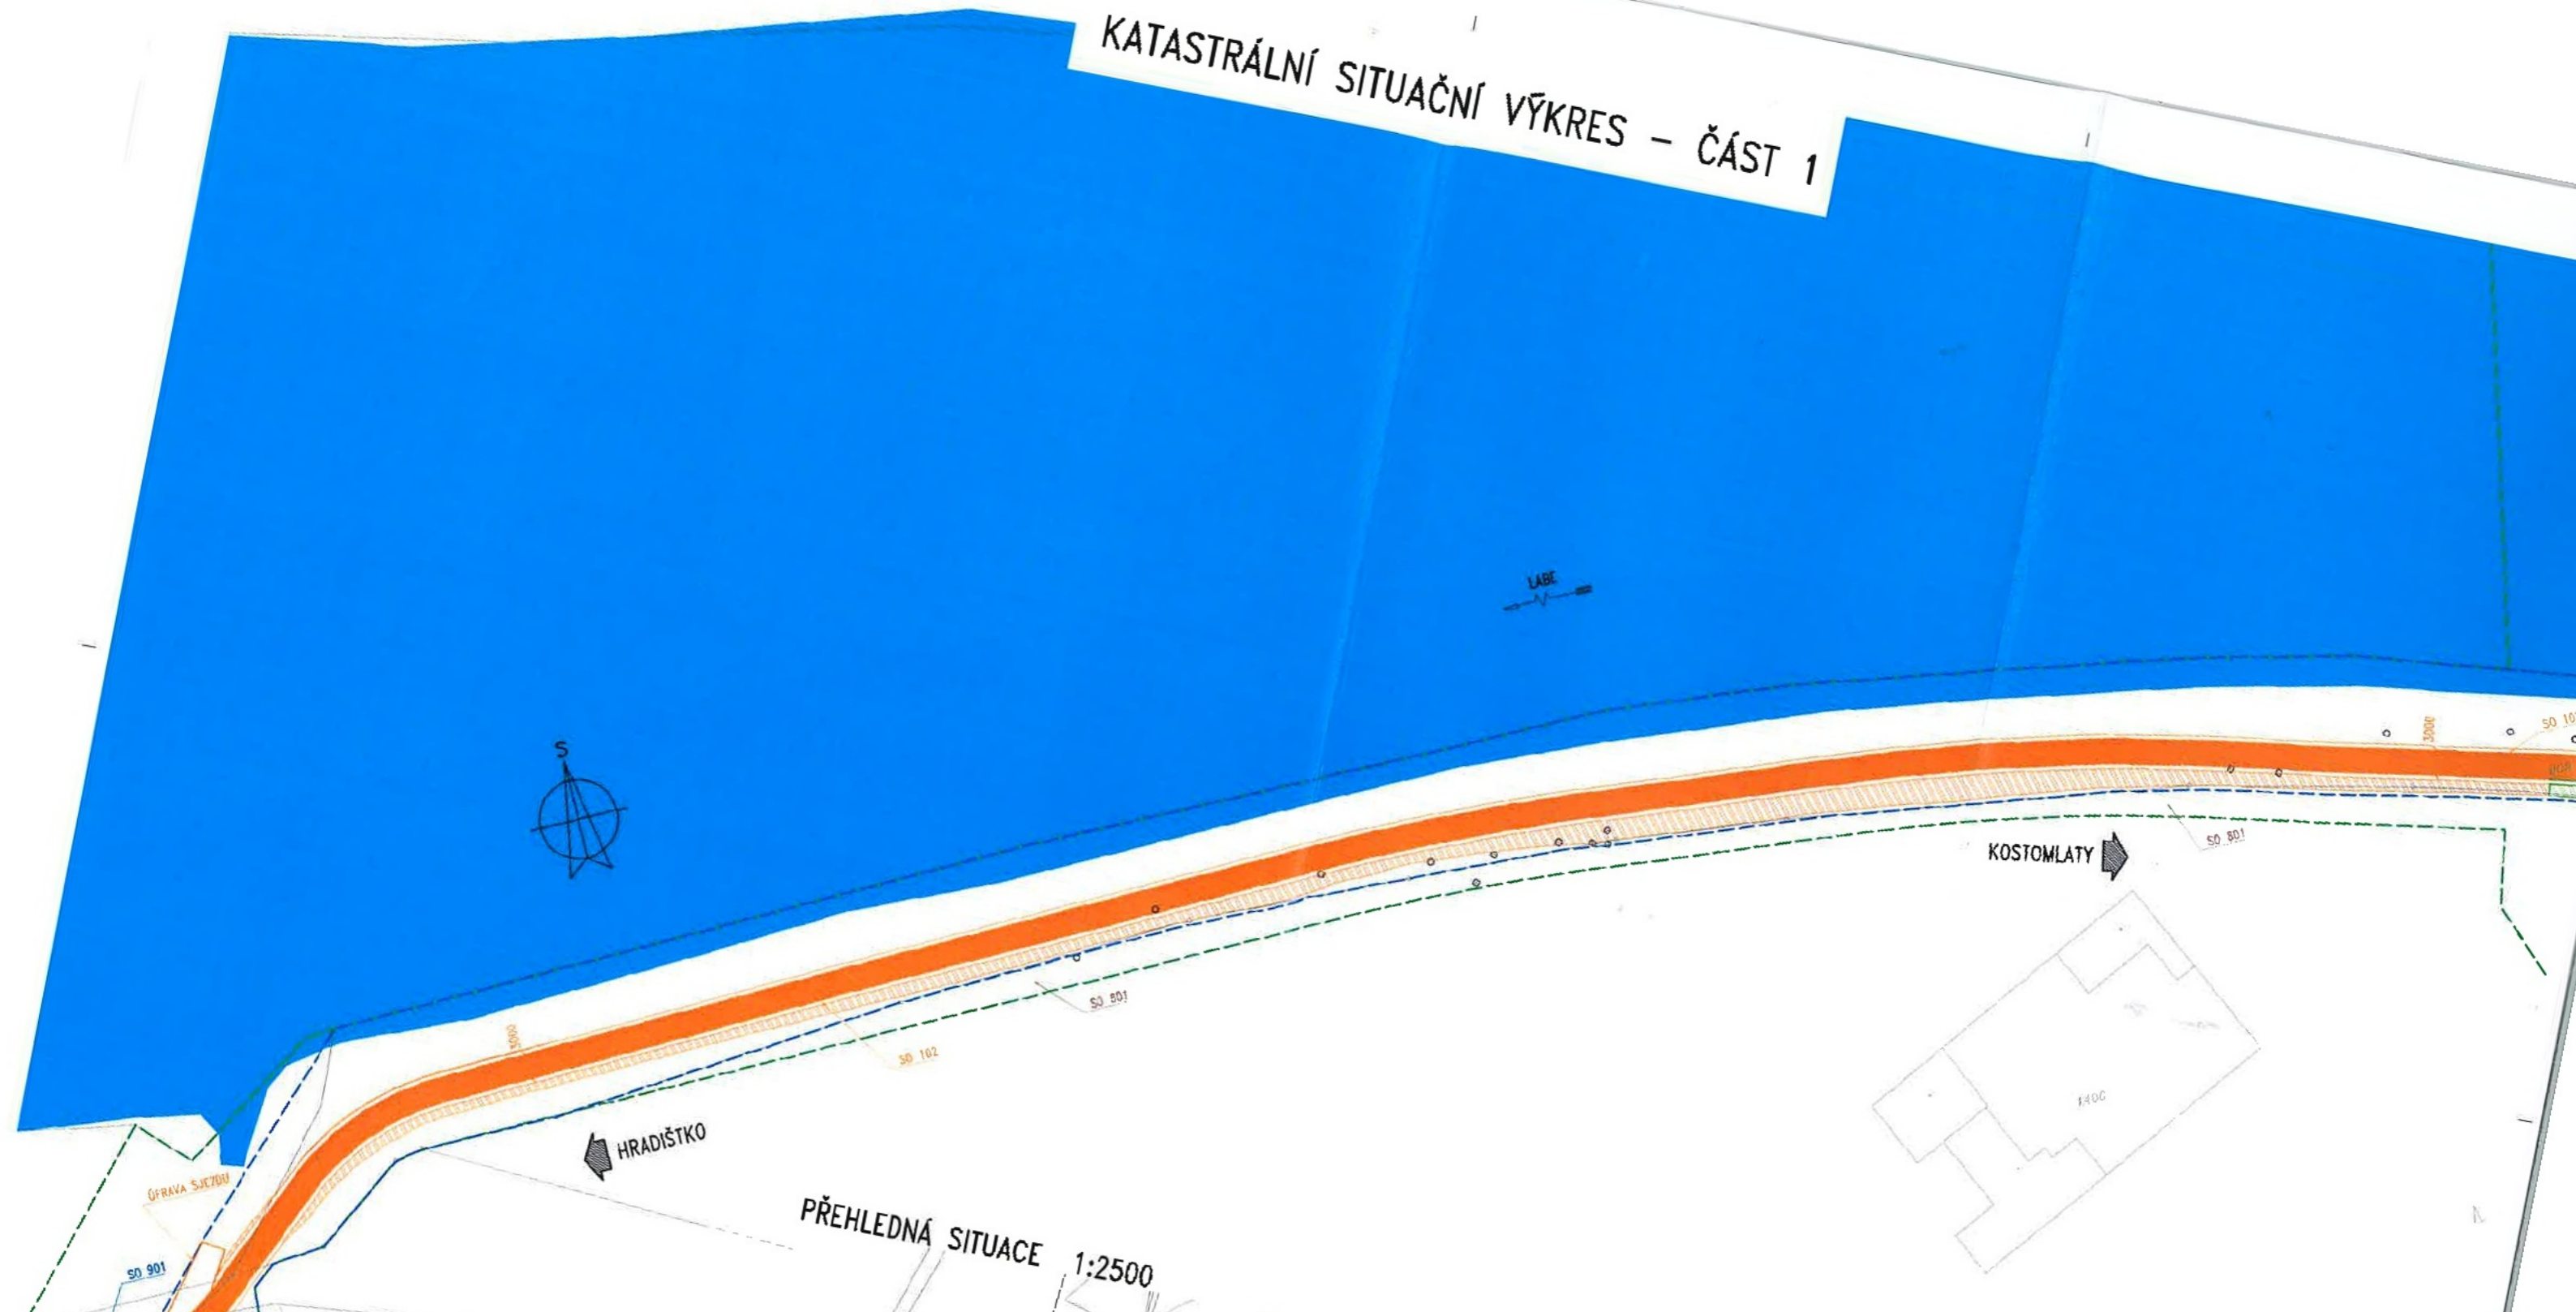 KATASTRÁLNÍ SITUAČNÍ VÝKRES – ČÁST 1
LABE
S
3000
SO 801
KOSTOMLATY
SO 801
3000
SO 102
HRADIŠTKO
ÚPRAVA SJEZDU
SO 901
PŘEHLEDNÁ SITUACE 1:2500